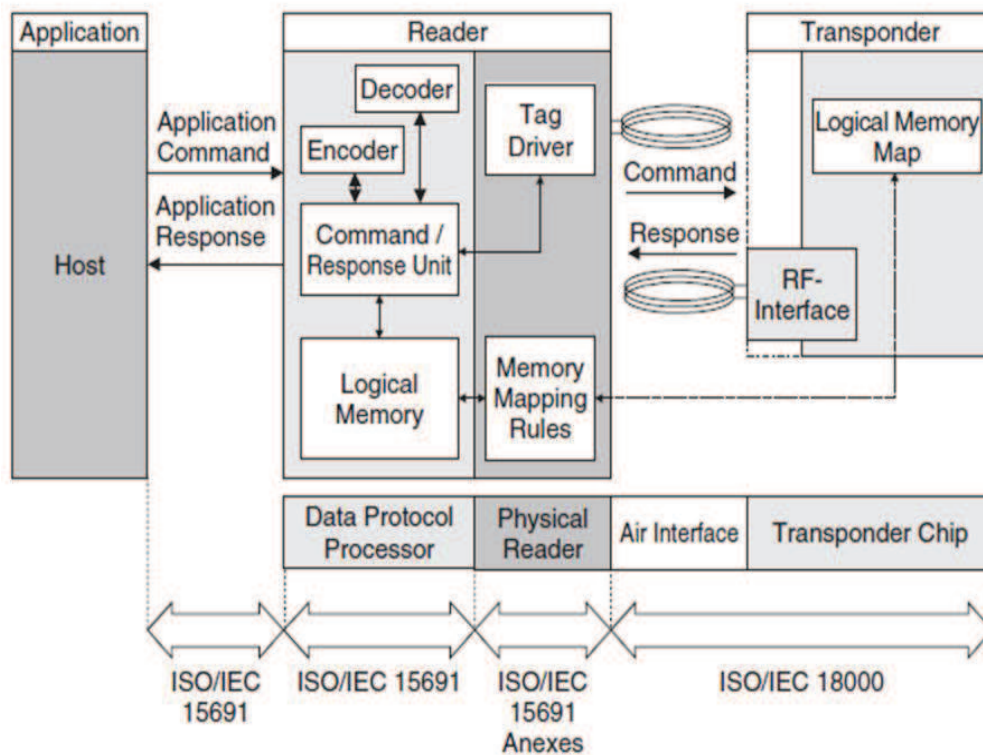 Application
Reader
Transponder
Host
Application
Command
Application
Response
Decoder
Encoder
Command /
Response Unit
Logical
Memory
Tag
Driver
Memory
Mapping
Rules
Command
Response
Logical Memory
Map
RF-
Interface
Data Protocol
Processor
Physical
Reader
Air Interface
Transponder Chip
ISO/IEC
15691
ISO/IEC 15691
ISO/IEC
15691
Anexes
ISO/IEC 18000